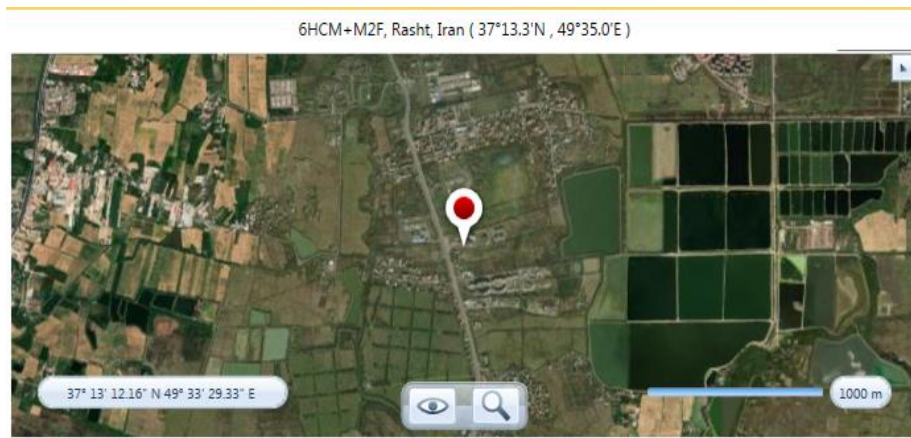 6HCM+M2F, Rasht, Iran ( 37°13.3'N , 49°35.0'E )
37° 13' 12.16" N 49° 33' 29.33" E
1000 m